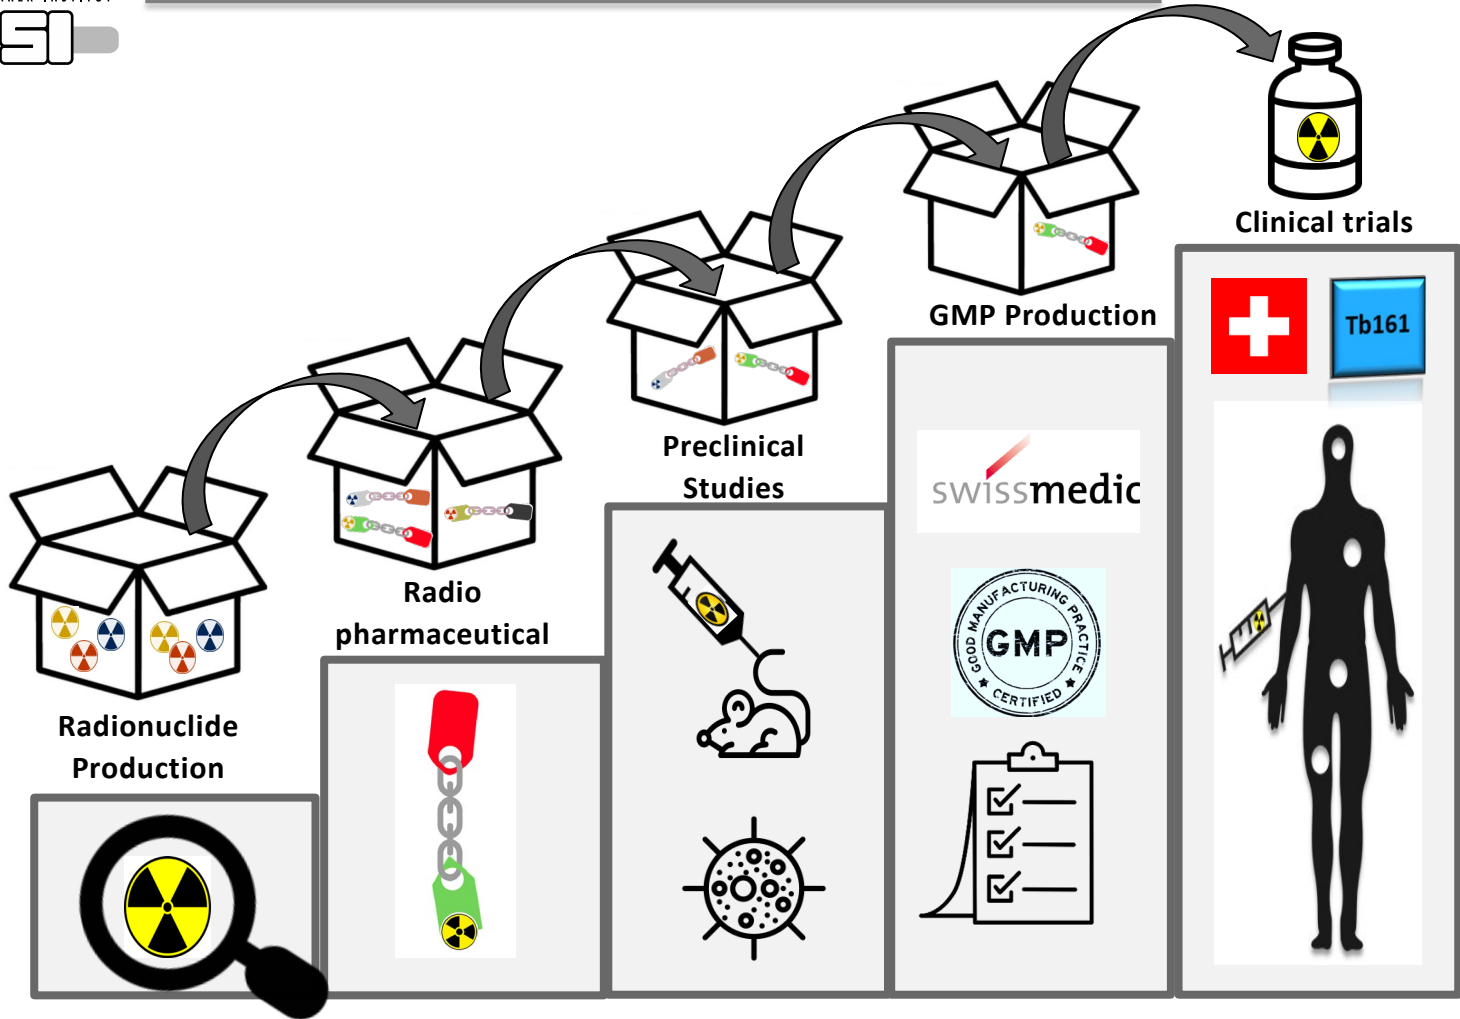 SI
Clinical trials
GMP Production
Tb161
Preclinical
Studies
swissmedic
Radio
pharmaceutical
GOOD MANUFACTURING PRACTICE
GMP
CERTIFIED
Radionuclide
Production